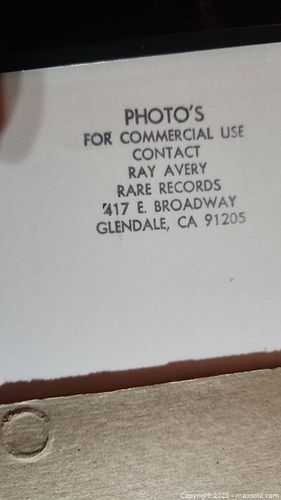 PHOTO'S
FOR COMMERCIAL USE
CONTACT
RAY AVERY
RARE RECORDS
417 E. BROADWAY
GLENDALE, CA 91205
Copyright 2025 - maxsold.com